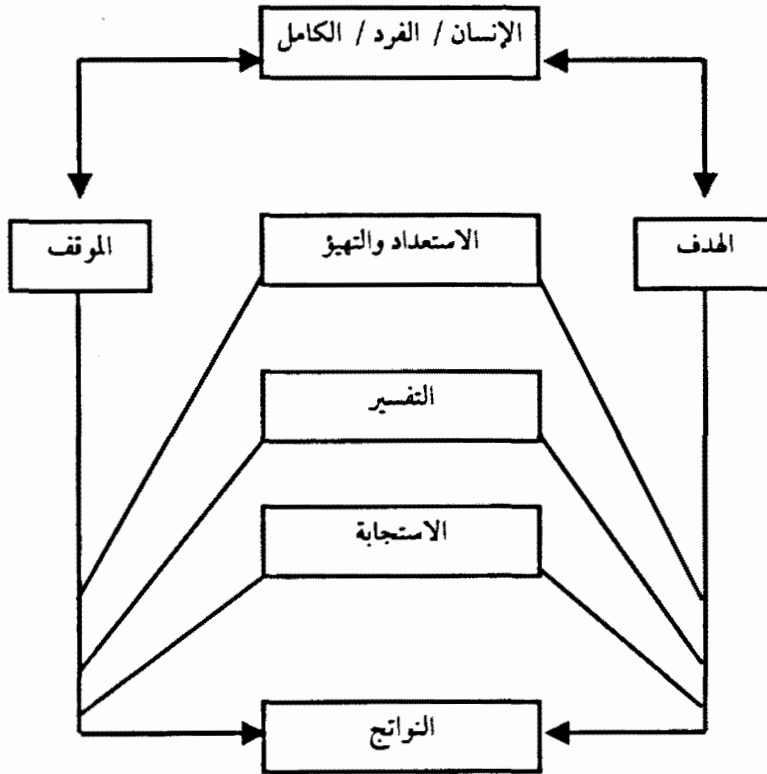 الإنسان / الفرد / الكامل
الهدف
الاستعداد والتهيؤ
الموقف
التفسير
الاستجابة
النواتج